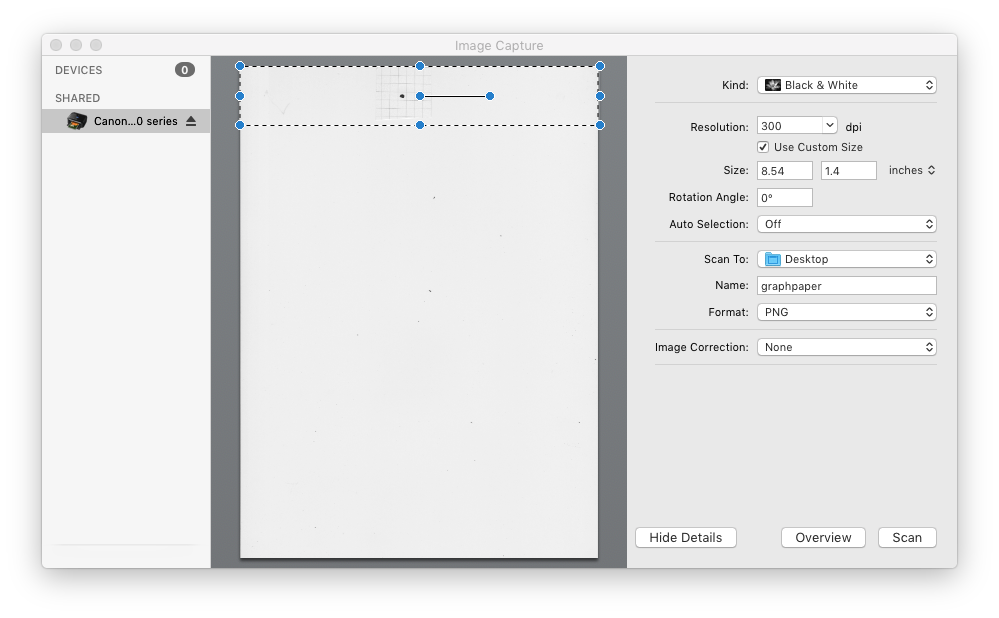 Image Capture
DEVICES 0
SHARED
Canon...0 series
Kind: Black & White
Resolution: 300 dpi
Use Custom Size
Size: 8.54 1.4 inches
Rotation Angle: 0°
Auto Selection: Off
Scan To: Desktop
Name: graphpaper
Format: PNG
Image Correction: None
Hide Details Overview Scan